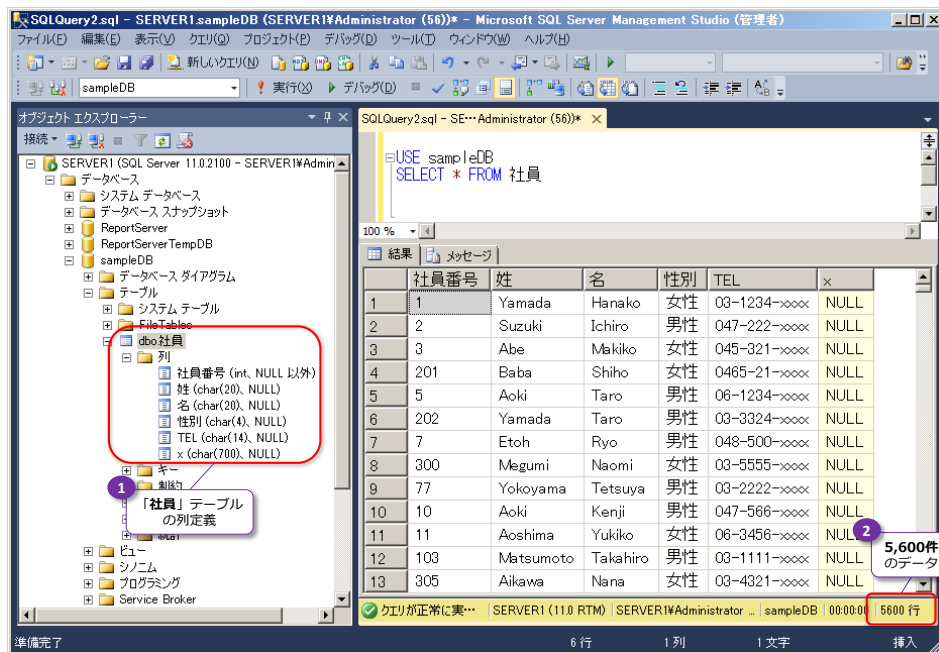 SQLQuery2.sql - SERVER1.sampleDB (SERVER1¥Administrator (56))* - Microsoft SQL Server Management Studio (管理者)
ファイル(F) 編集(E) 表示(V) クエリ(Q) プロジェクト(P) デバッグ(D) ツール(T) ウィンドウ(W) ヘルプ(H)
新しいクエリ(N)
sampleDB 実行(X) デバッグ(D)
オブジェクト エクスプローラー
接続
SERVER1 (SQL Server 11.0.2100 - SERVER1¥Admin
データベース
システム データベース
データベース スナップショット
ReportServer
ReportServerTempDB
sampleDB
データベース ダイアグラム
テーブル
システム テーブル
FileTables
dbo.社員
列
社員番号 (int、NULL 以外)
姓 (char(20)、NULL)
名 (char(20)、NULL)
性別 (char(4)、NULL)
TEL (char(14)、NULL)
x (char(700)、NULL)
キー
制約
統計
ビュー
シノニム
プログラミング
Service Broker
1
「社員」テーブル
の列定義
SQLQuery2.sql - SE…Administrator (56))*
USE sampleDB
SELECT * FROM 社員
100 %
結果 メッセージ
社員番号 姓 名 性別 TEL x
1 1 Yamada Hanako 女性 03-1234-xxxx NULL
2 2 Suzuki Ichiro 男性 047-222-xxxx NULL
3 3 Abe Makiko 女性 045-321-xxxx NULL
4 201 Baba Shiho 女性 0465-21-xxxx NULL
5 5 Aoki Taro 男性 06-1234-xxxx NULL
6 202 Yamada Taro 男性 03-3324-xxxx NULL
7 7 Etoh Ryo 男性 048-500-xxxx NULL
8 300 Megumi Naomi 女性 03-5555-xxxx NULL
9 77 Yokoyama Tetsuya 男性 03-2222-xxxx NULL
10 10 Aoki Kenji 男性 047-566-xxxx NULL
11 11 Aoshima Yukiko 女性 06-3456-xxxx NULL
12 103 Matsumoto Takahiro 男性 03-1111-xxxx NULL
13 305 Aikawa Nana 女性 03-4321-xxxx NULL
2
5,600件
のデータ
クエリが正常に実… SERVER1 (11.0 RTM) SERVER1¥Administrator ... sampleDB 00:00:00 5600 行
準備完了 6 行 1 列 1 文字 挿入